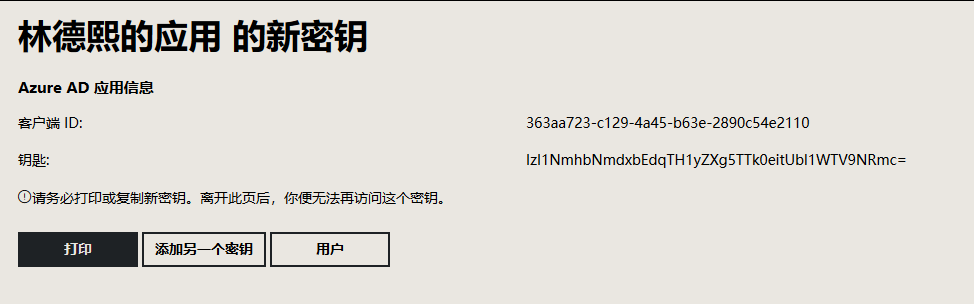 林德熙的应用 的新密钥
Azure AD 应用信息
客户端 ID: 363aa723-c129-4a45-b63e-2890c54e2110
钥匙: IzI1NmhbNmdxbEdqTH1yZXg5TTk0eitUbl1WTV9NRmc=
请务必打印或复制新密钥。离开此页后，你便无法再访问这个密钥。
打印 添加另一个密钥 用户